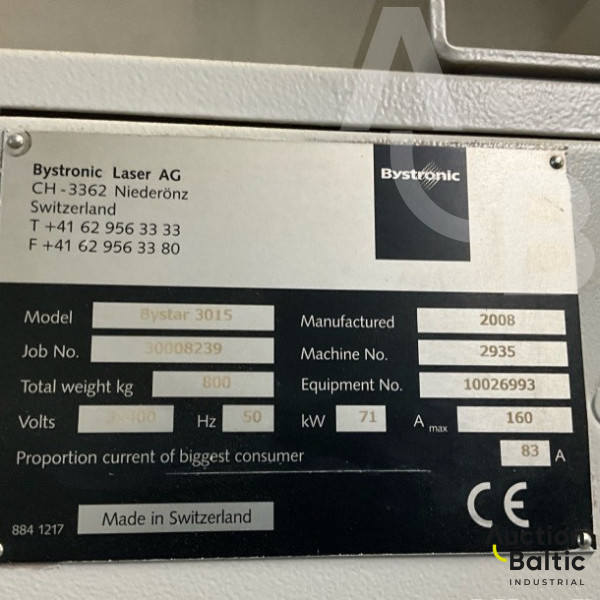 Bystronic Laser AG
CH-3362 Niederönz
Switzerland
T +41 62 956 33 33
F +41 62 956 33 80
Bystronic
Model Bystar 3015
Manufactured 2008
Job No. 30008239
Machine No. 2935
Total weight kg 800
Equipment No. 10026993
Volts 3x400 Hz 50 kW 71 A max 160
Proportion current of biggest consumer 83 A
884 1217 Made in Switzerland
CE
Auction
Baltic
INDUSTRIAL